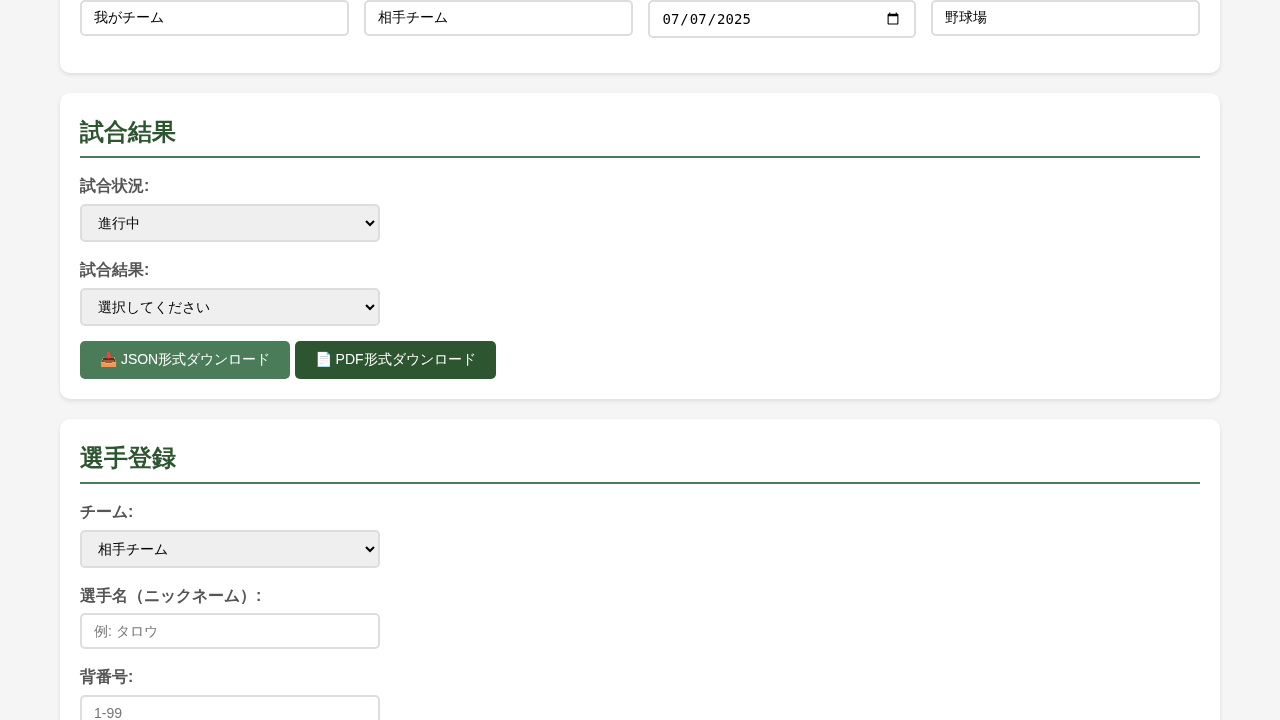 我がチーム 相手チーム 07/07/2025 野球場
試合結果
試合状況:
進行中
試合結果:
選択してください
📥 JSON形式ダウンロード 📄 PDF形式ダウンロード
選手登録
チーム:
相手チーム
選手名（ニックネーム）:
例: タロウ
背番号:
1-99